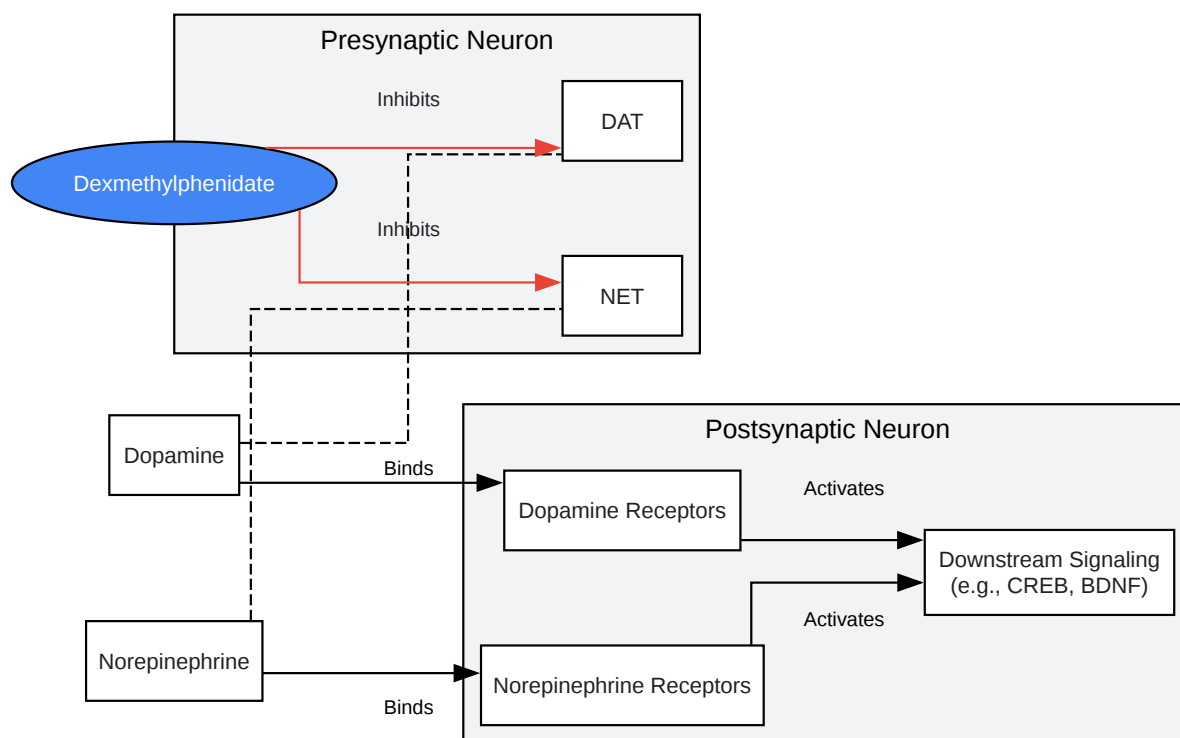 Presynaptic Neuron
Inhibits
DAT
Dexmethylphenidate
Inhibits
NET
Postsynaptic Neuron
Dopamine
Binds
Dopamine Receptors
Activates
Downstream Signaling
(e.g., CREB, BDNF)
Activates
Norepinephrine
Binds
Norepinephrine Receptors